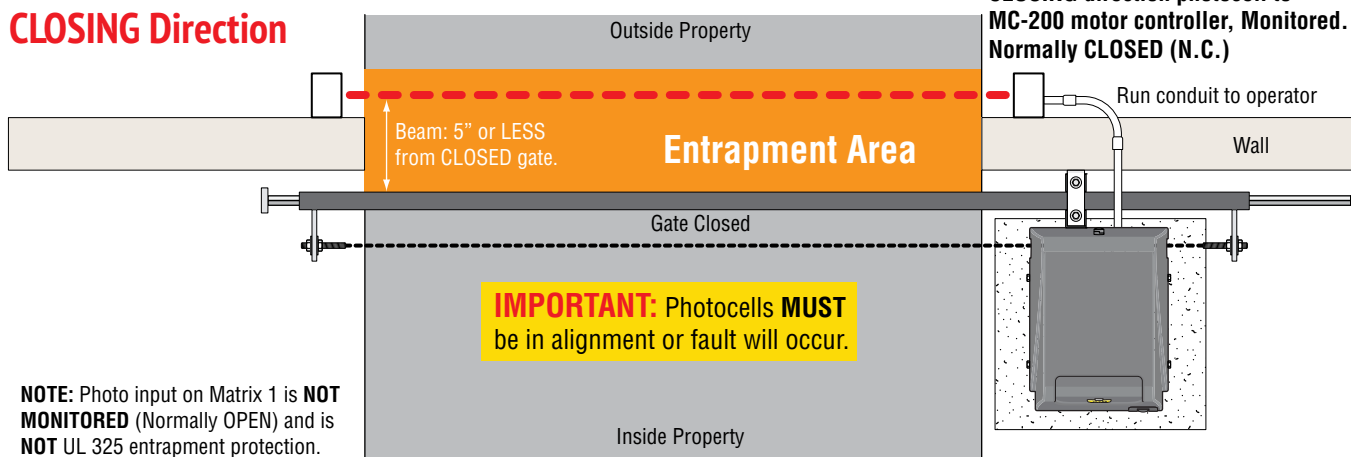 CLOSING Direction
Outside Property
MC-200 motor controller, Monitored.
Normally CLOSED (N.C.)
Run conduit to operator
Beam: 5” or LESS
from CLOSED gate.
Entrapment Area
Wall
Gate Closed
IMPORTANT: Photocells MUST
be in alignment or fault will occur.
NOTE: Photo input on Matrix 1 is NOT
MONITORED (Normally OPEN) and is
NOT UL 325 entrapment protection.
Inside Property